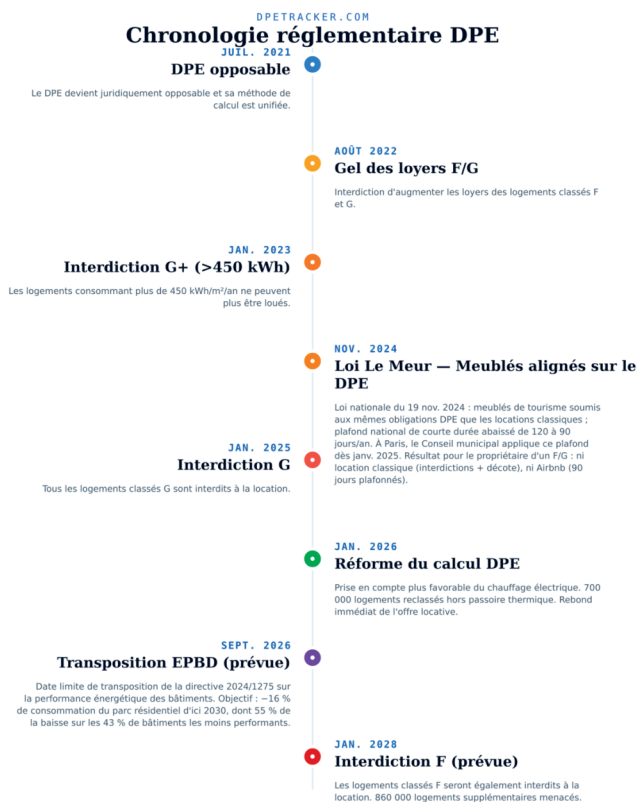 DPETRACKER.COM
Chronologie réglementaire DPE
JUIL. 2021
DPE opposable
Le DPE devient juridiquement opposable et sa méthode de
calcul est unifiée.
AOÛT 2022
Gel des loyers F/G
Interdiction d'augmenter les loyers des logements classés F
et G.
JAN. 2023
Interdiction G+ (>450 kWh)
Les logements consommant plus de 450 kWh/m²/an ne peuvent
plus être loués.
NOV. 2024
Loi Le Meur — Meublés alignés sur le
DPE
Loi nationale du 19 nov. 2024 : meublés de tourisme soumis
aux mêmes obligations DPE que les locations classiques ;
plafond national de courte durée abaissé de 120 à 90
jours/an. À Paris, le Conseil municipal applique ce plafond
dès janv. 2025. Résultat pour le propriétaire d'un F/G : ni
location classique (interdictions + décote), ni Airbnb (90
jours plafonnés).
JAN. 2025
Interdiction G
Tous les logements classés G sont interdits à la location.
JAN. 2026
Réforme du calcul DPE
Prise en compte plus favorable du chauffage électrique. 700
000 logements reclassés hors passoire thermique. Rebond
immédiat de l'offre locative.
SEPT. 2026
Transposition EPBD (prévue)
Date limite de transposition de la directive 2024/1275 sur
la performance énergétique des bâtiments. Objectif : −16 %
de consommation du parc résidentiel d'ici 2030, dont 55 % de
la baisse sur les 43 % de bâtiments les moins performants.
JAN. 2028
Interdiction F (prévue)
Les logements classés F seront également interdits à la
location. 860 000 logements supplémentaires menacés.